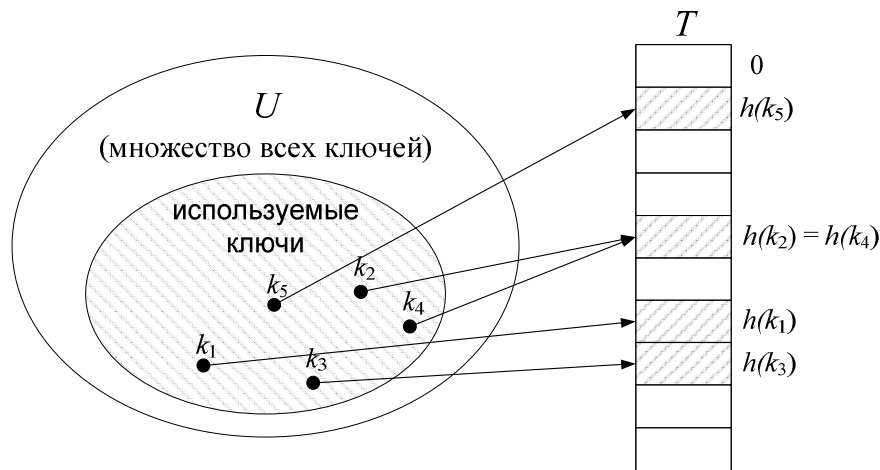 T
0
U
(множество всех ключей)
h(k5)
используемые
ключи
h(k2) = h(k4)
k2
k5
k4
h(k1)
k1
k3
h(k3)